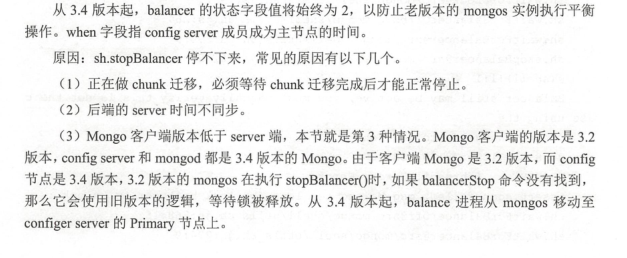 从 3.4 版本起，balancer 的状态字段值将始终为 2，以防止老版本的 mongos 实例执行平衡
操作。when 字段指 config server 成员成为主节点的时间。
原因：sh.stopBalancer 停不下来，常见的原因有以下几个。
（1）正在做 chunk 迁移，必须等待 chunk 迁移完成后才能正常停止。
（2）后端的 server 时间不同步。
（3）Mongo 客户端版本低于 server 端，本节就是第 3 种情况。Mongo 客户端的版本是 3.2
版本，config server 和 mongod 都是 3.4 版本的 Mongo。由于客户端 Mongo 是 3.2 版本，而 config
节点是 3.4 版本，3.2 版本的 mongos 在执行 stopBalancer()时，如果 balancerStop 命令没有找到，
那么它会使用旧版本的逻辑，等待锁被释放。从 3.4 版本起，balance 进程从 mongos 移动至
configer server 的 Primary 节点上。